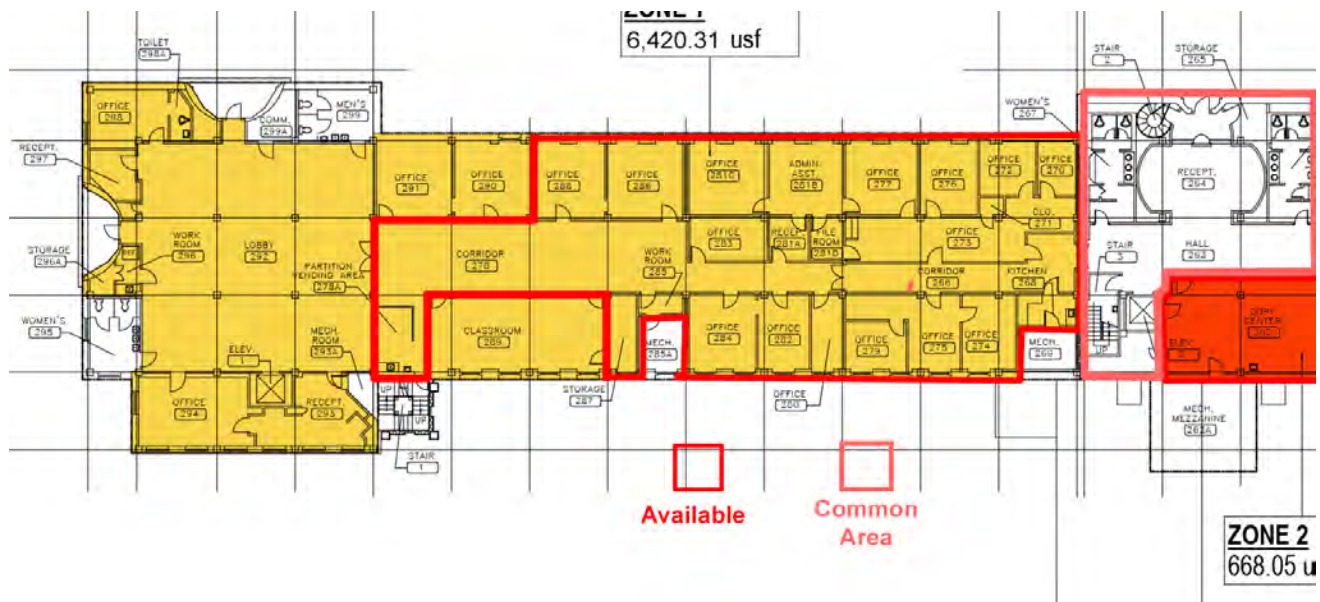 ZONE 1
6,420.31 usf
TOILET
298A
OFFICE
298
COMM.
299A
MEN'S
299
RECEPT.
297
STORAGE
296A
WORK
ROOM
296
LOBBY
292
WOMEN'S
295
PARTITION
VENDING AREA
278A
MECH.
ROOM
293A
ELEV.
1
OFFICE
294
RECEPT.
293
UP
UP
STAIR
1
OFFICE
291
OFFICE
290
OFFICE
288
OFFICE
286
OFFICE
281C
ADMIN.
ASST.
281B
OFFICE
277
OFFICE
276
OFFICE
272
OFFICE
270
CLO.
271
CORRIDOR
278
WORK
ROOM
285
OFFICE
283
RECEP.
281A
FILE
ROOM
281D
OFFICE
273
CORRIDOR
266
KITCHEN
268
CLASSROOM
289
STORAGE
287
MECH.
285A
OFFICE
284
OFFICE
282
OFFICE
280
OFFICE
279
OFFICE
275
OFFICE
274
MECH.
269
WOMEN'S
267
STAIR
2
STORAGE
265
RECEPT.
264
HALL
263
STAIR
3
UP
ELEV.
2
CENTER
MECH.
MEZZANINE
262A
Available
Common
Area
ZONE 2
668.05